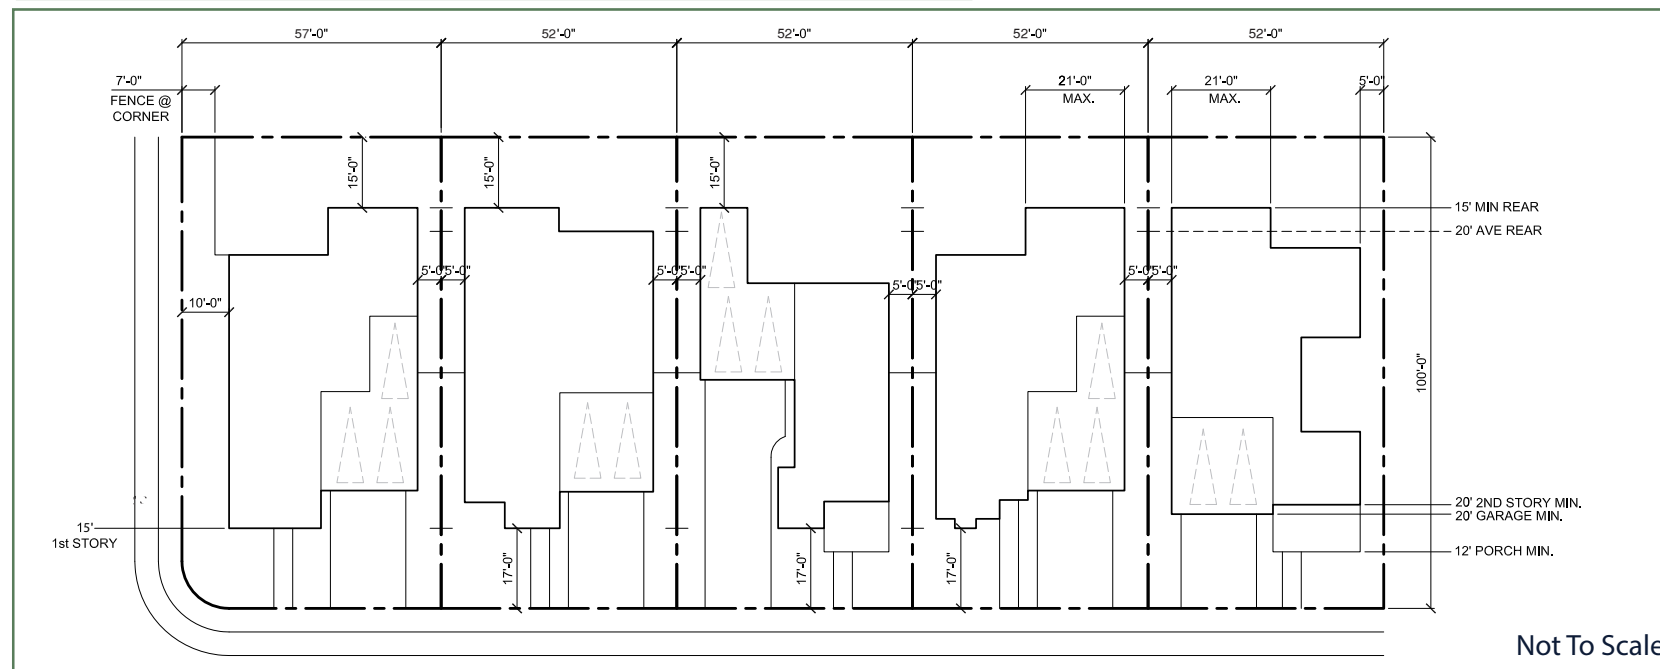 57'-0"
52'-0"
52'-0"
52'-0"
52'-0"
7'-0"
FENCE @
CORNER
21'-0"
MAX.
21'-0"
MAX.
5'-0"
15'-0"
15'-0"
15'-0"
15' MIN REAR
20' AVE REAR
5'-0"
5'-0"
5'-0"
5'-0"
5'-0"
5'-0"
5'-0"
5'-0"
10'-0"
100'-0"
15'
1st STORY
17'-0"
17'-0"
17'-0"
20' 2ND STORY MIN.
20' GARAGE MIN.
12' PORCH MIN.
Not To Scale